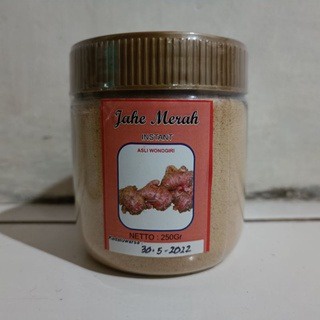 Jahe Merah
INSTANT
ASLI WONOGIRI
NETTO : 250Gr
30-5-2022